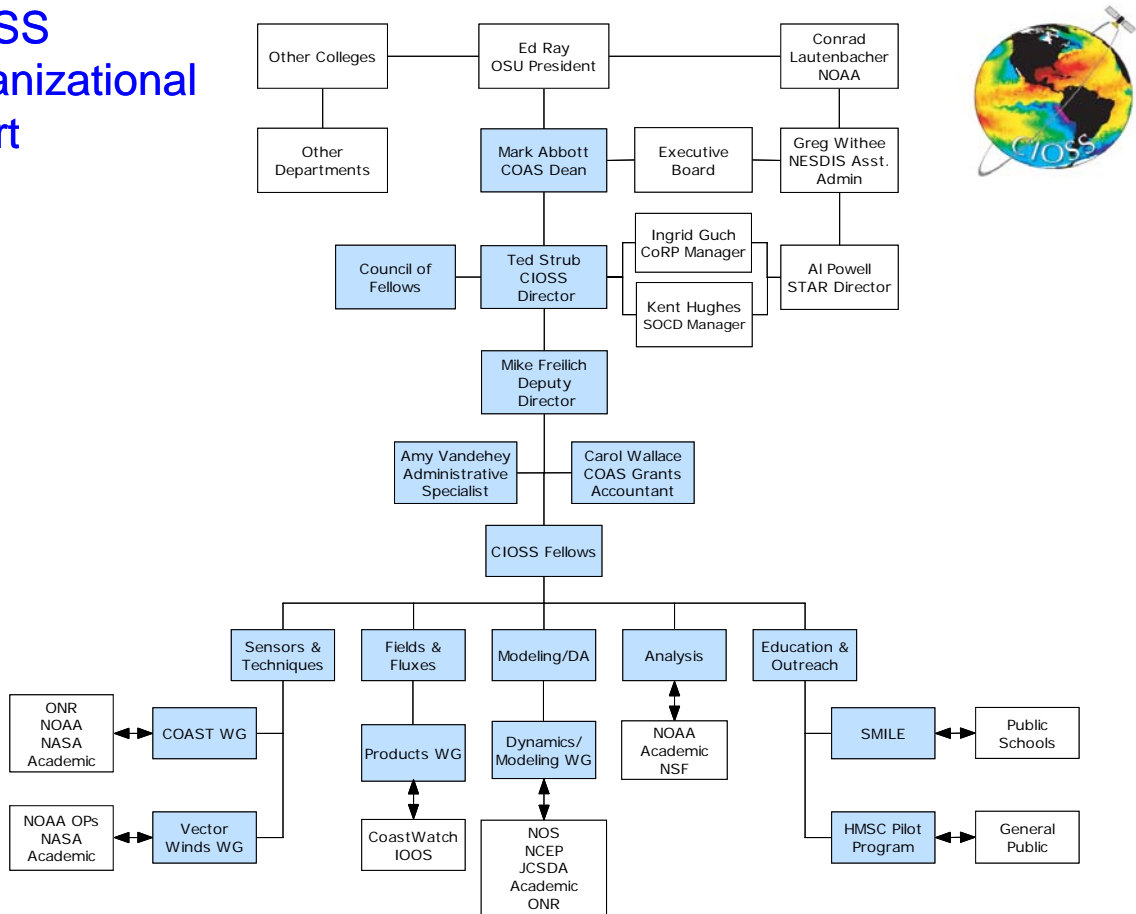 SS
anizational
rt
Other Colleges
Ed Ray
OSU President
Conrad
Lautenbacher
NOAA
CIOSS
Other
Departments
Mark Abbott
COAS Dean
Executive
Board
Greg Withee
NESDIS Asst.
Admin
Council of
Fellows
Ted Strub
CIOSS
Director
Ingrid Guch
CoRP Manager
Kent Hughes
SOCD Manager
Al Powell
STAR Director
Mike Freilich
Deputy
Director
Amy Vandehey
Administrative
Specialist
Carol Wallace
COAS Grants
Accountant
CIOSS Fellows
Sensors &
Techniques
Fields &
Fluxes
Modeling/DA
Analysis
Education &
Outreach
ONR
NOAA
NASA
Academic
COAST WG
Products WG
Dynamics/
Modeling WG
NOAA
Academic
NSF
SMILE
Public
Schools
NOAA OPs
NASA
Academic
Vector
Winds WG
CoastWatch
IOOS
NOS
NCEP
JCSDA
Academic
ONR
HMSC Pilot
Program
General
Public